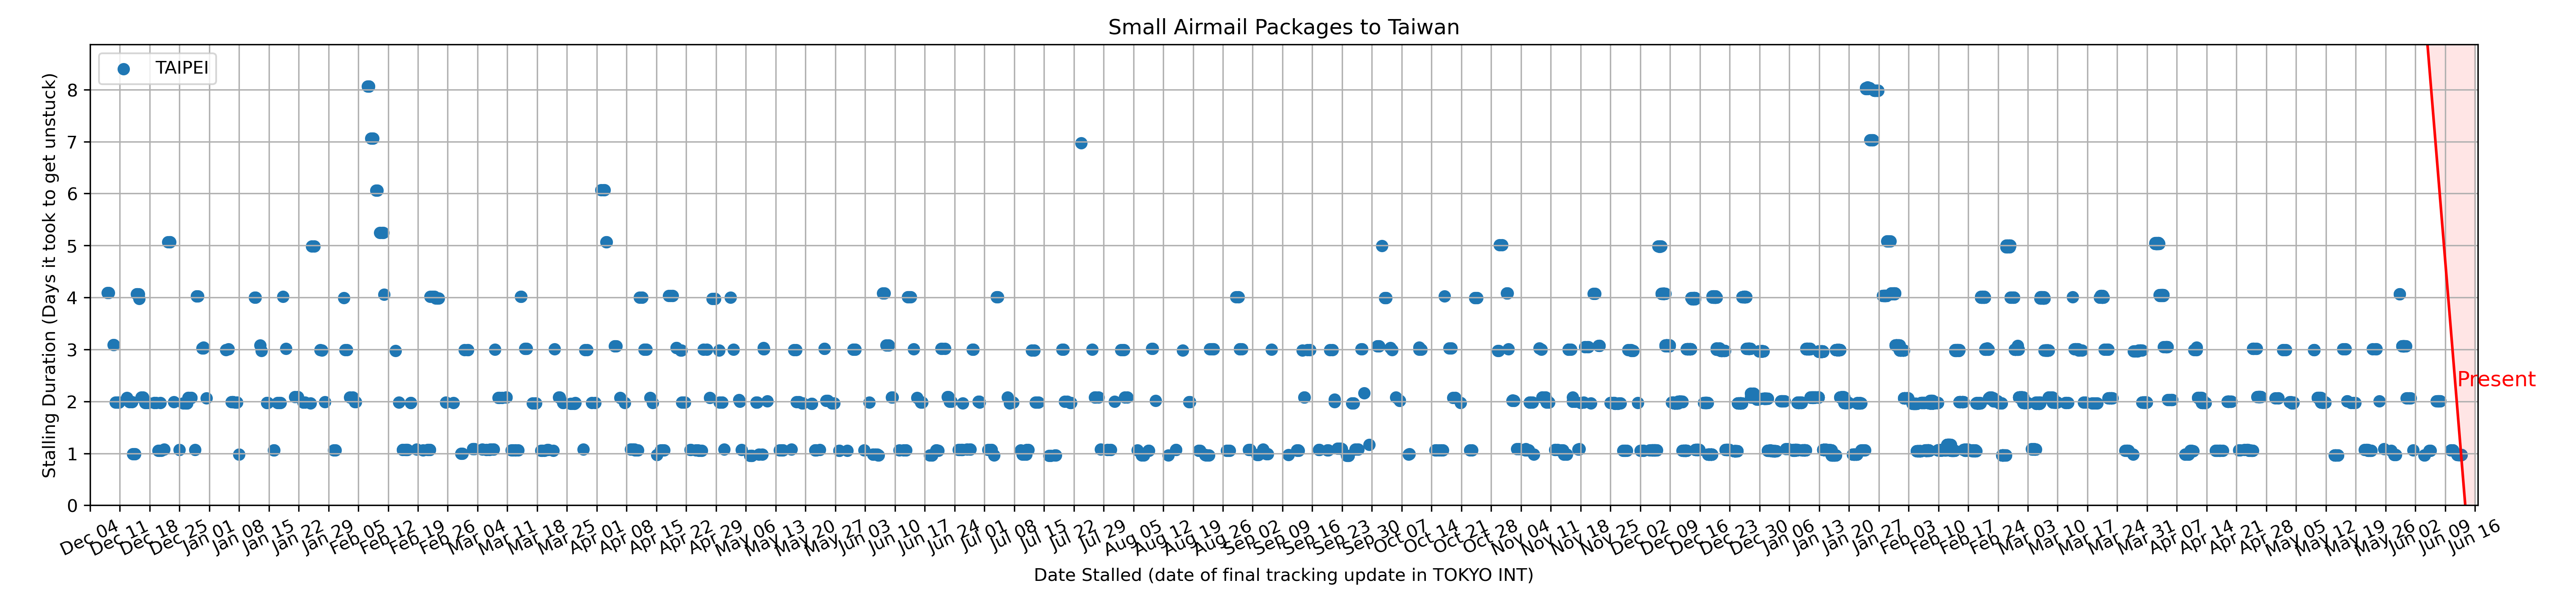 Small Airmail Packages to Taiwan
TAIPEI
Stalling Duration (Days it took to get unstuck)
8
7
6
5
4
3
2
1
0
Present
Dec 04
Dec 11
Dec 18
Dec 25
Jan 01
Jan 08
Jan 15
Jan 22
Jan 29
Feb 05
Feb 12
Feb 19
Feb 26
Mar 04
Mar 11
Mar 18
Mar 25
Apr 01
Apr 08
Apr 15
Apr 22
Apr 29
May 06
May 13
May 20
May 27
Jun 03
Jun 10
Jun 17
Jun 24
Jul 01
Jul 08
Jul 15
Jul 22
Jul 29
Aug 05
Aug 12
Aug 19
Aug 26
Sep 02
Sep 09
Sep 16
Sep 23
Sep 30
Oct 07
Oct 14
Oct 21
Oct 28
Nov 04
Nov 11
Nov 18
Nov 25
Dec 02
Dec 09
Dec 16
Dec 23
Dec 30
Jan 06
Jan 13
Jan 20
Jan 27
Feb 03
Feb 10
Feb 17
Feb 24
Mar 03
Mar 10
Mar 17
Mar 24
Mar 31
Apr 07
Apr 14
Apr 21
Apr 28
May 05
May 12
May 19
May 26
Jun 02
Jun 09
Jun 16
Date Stalled (date of final tracking update in TOKYO INT)